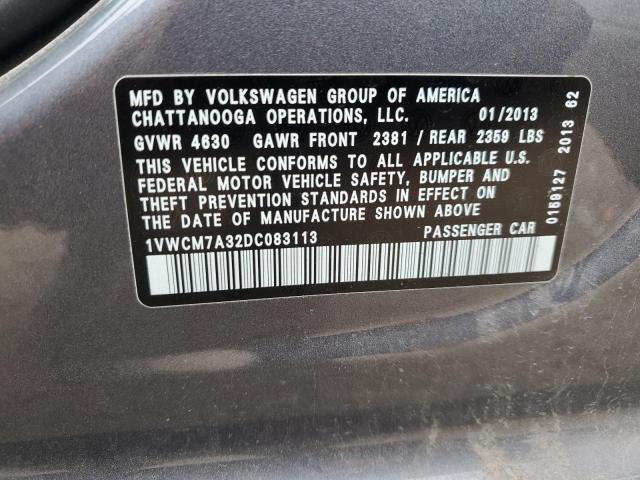 MFD BY VOLKSWAGEN GROUP OF AMERICA
CHATTANOOGA OPERATIONS, LLC. 01/2013
GVWR 4630 GAWR FRONT 2381 / REAR 2359 LBS
THIS VEHICLE CONFORMS TO ALL APPLICABLE U.S.
FEDERAL MOTOR VEHICLE SAFETY, BUMPER AND
THEFT PREVENTION STANDARDS IN EFFECT ON
THE DATE OF MANUFACTURE SHOWN ABOVE
1VWCM7A32DC083113 PASSENGER CAR
0159127 2013 62